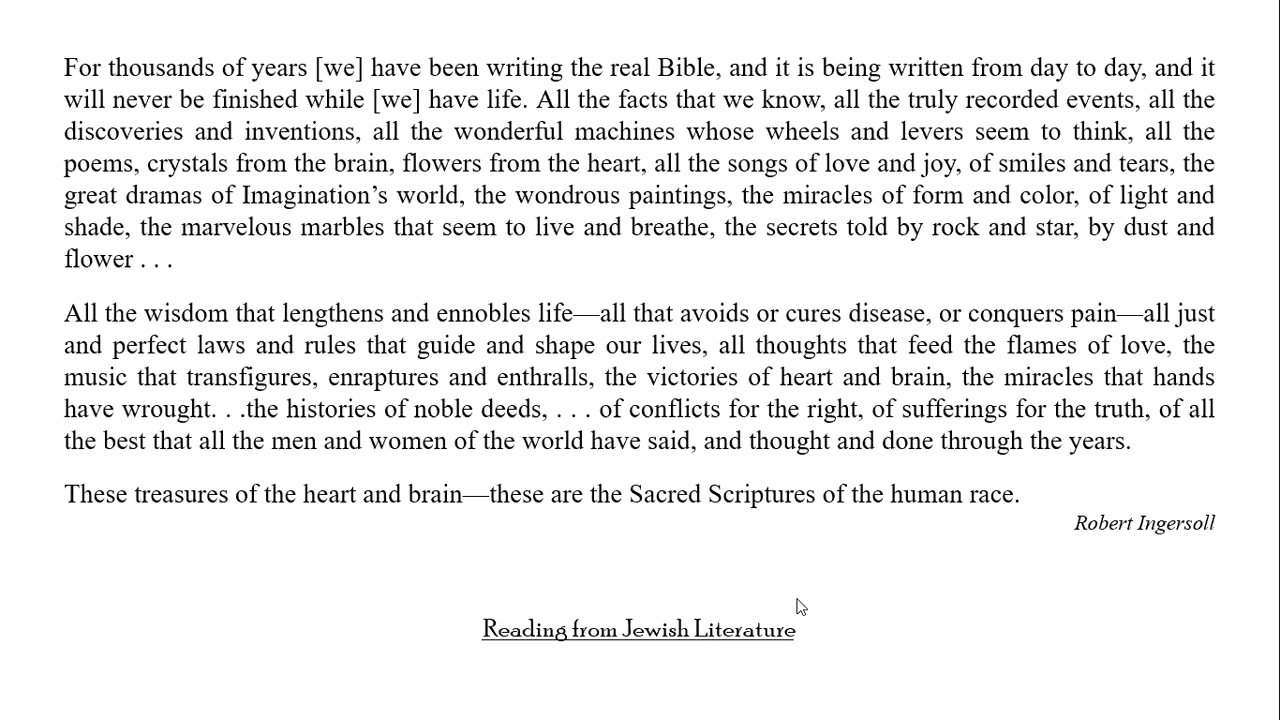 For thousands of years [we] have been writing the real Bible, and it is being written from day to day, and it
will never be finished while [we] have life. All the facts that we know, all the truly recorded events, all the
discoveries and inventions, all the wonderful machines whose wheels and levers seem to think, all the
poems, crystals from the brain, flowers from the heart, all the songs of love and joy, of smiles and tears, the
great dramas of Imagination’s world, the wondrous paintings, the miracles of form and color, of light and
shade, the marvelous marbles that seem to live and breathe, the secrets told by rock and star, by dust and
flower . . .
All the wisdom that lengthens and ennobles life—all that avoids or cures disease, or conquers pain—all just
and perfect laws and rules that guide and shape our lives, all thoughts that feed the flames of love, the
music that transfigures, enraptures and enthralls, the victories of heart and brain, the miracles that hands
have wrought. . .the histories of noble deeds, . . . of conflicts for the right, of sufferings for the truth, of all
the best that all the men and women of the world have said, and thought and done through the years.
These treasures of the heart and brain—these are the Sacred Scriptures of the human race.
Robert Ingersoll
Reading from Jewish Literature